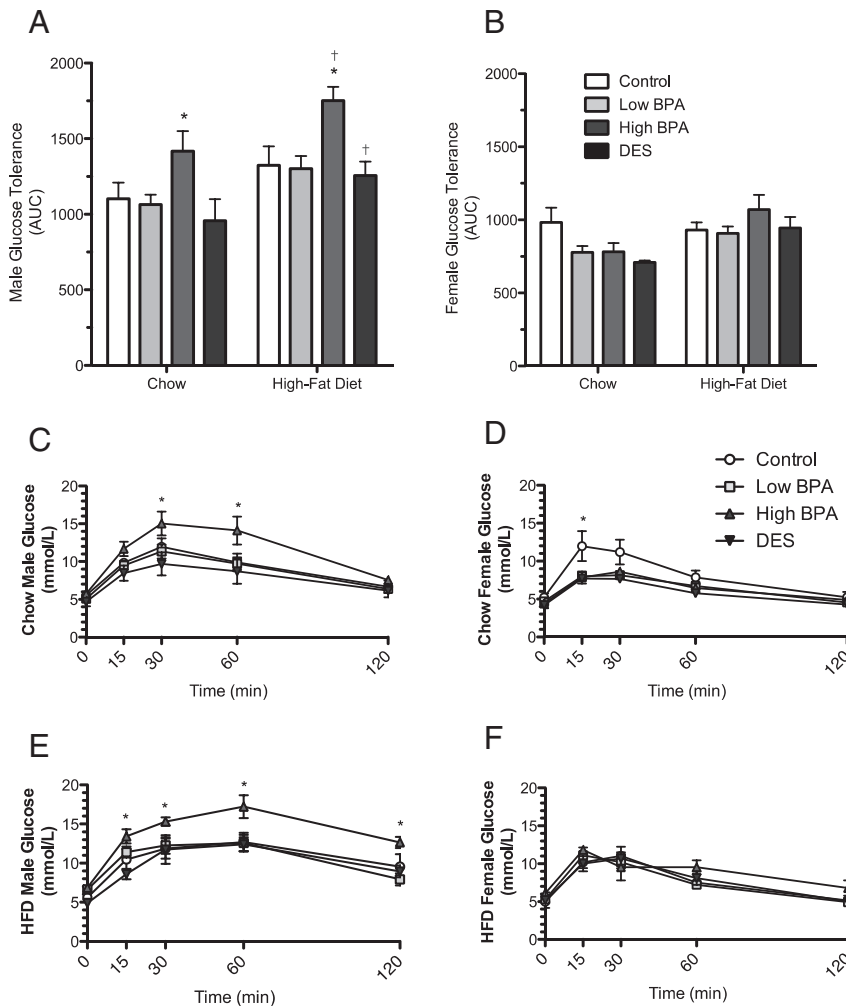 A
Male Glucose Tolerance
(AUC)
2000
1500
1000
500
0
*
†
*
†
Chow
High-Fat Diet
B
Female Glucose Tolerance
(AUC)
2000
1500
1000
500
0
Control
Low BPA
High BPA
DES
Chow
High-Fat Diet
C
Chow Male Glucose
(mmol/L)
20
15
10
5
0
*
*
0
15
30
60
120
Time (min)
D
Chow Female Glucose
(mmol/L)
20
15
10
5
0
*
Control
Low BPA
High BPA
DES
0
15
30
60
120
Time (min)
E
HFD Male Glucose
(mmol/L)
20
15
10
5
0
*
*
*
*
0
15
30
60
120
Time (min)
F
HFD Female Glucose
(mmol/L)
20
15
10
5
0
0
15
30
60
120
Time (min)